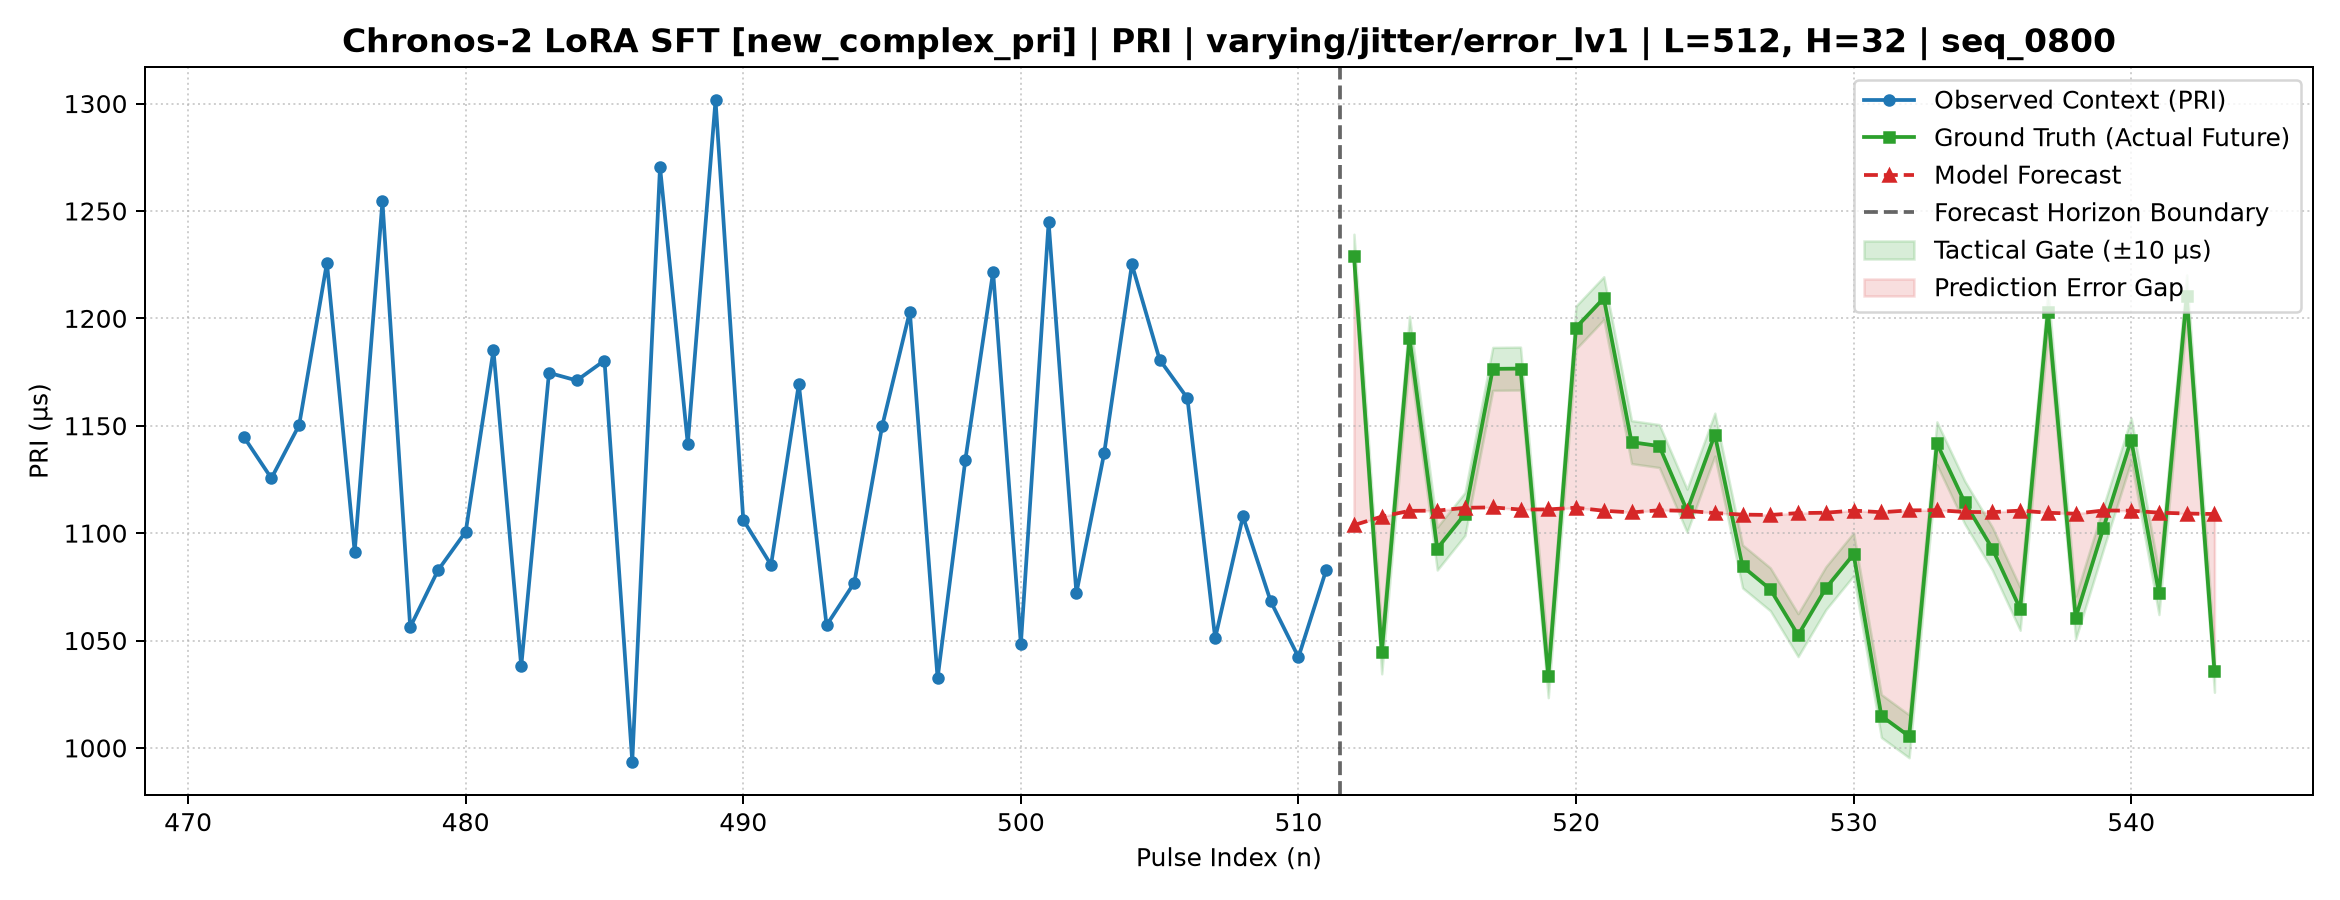 Chronos-2 LoRA SFT [new_complex_pri] | PRI | varying/jitter/error_lv1 | L=512, H=32 | seq_0800
Observed Context (PRI)
Ground Truth (Actual Future)
Model Forecast
Forecast Horizon Boundary
Tactical Gate (±10 µs)
Prediction Error Gap
PRI (µs)
1300
1250
1200
1150
1100
1050
1000
470
480
490
500
510
520
530
540
Pulse Index (n)